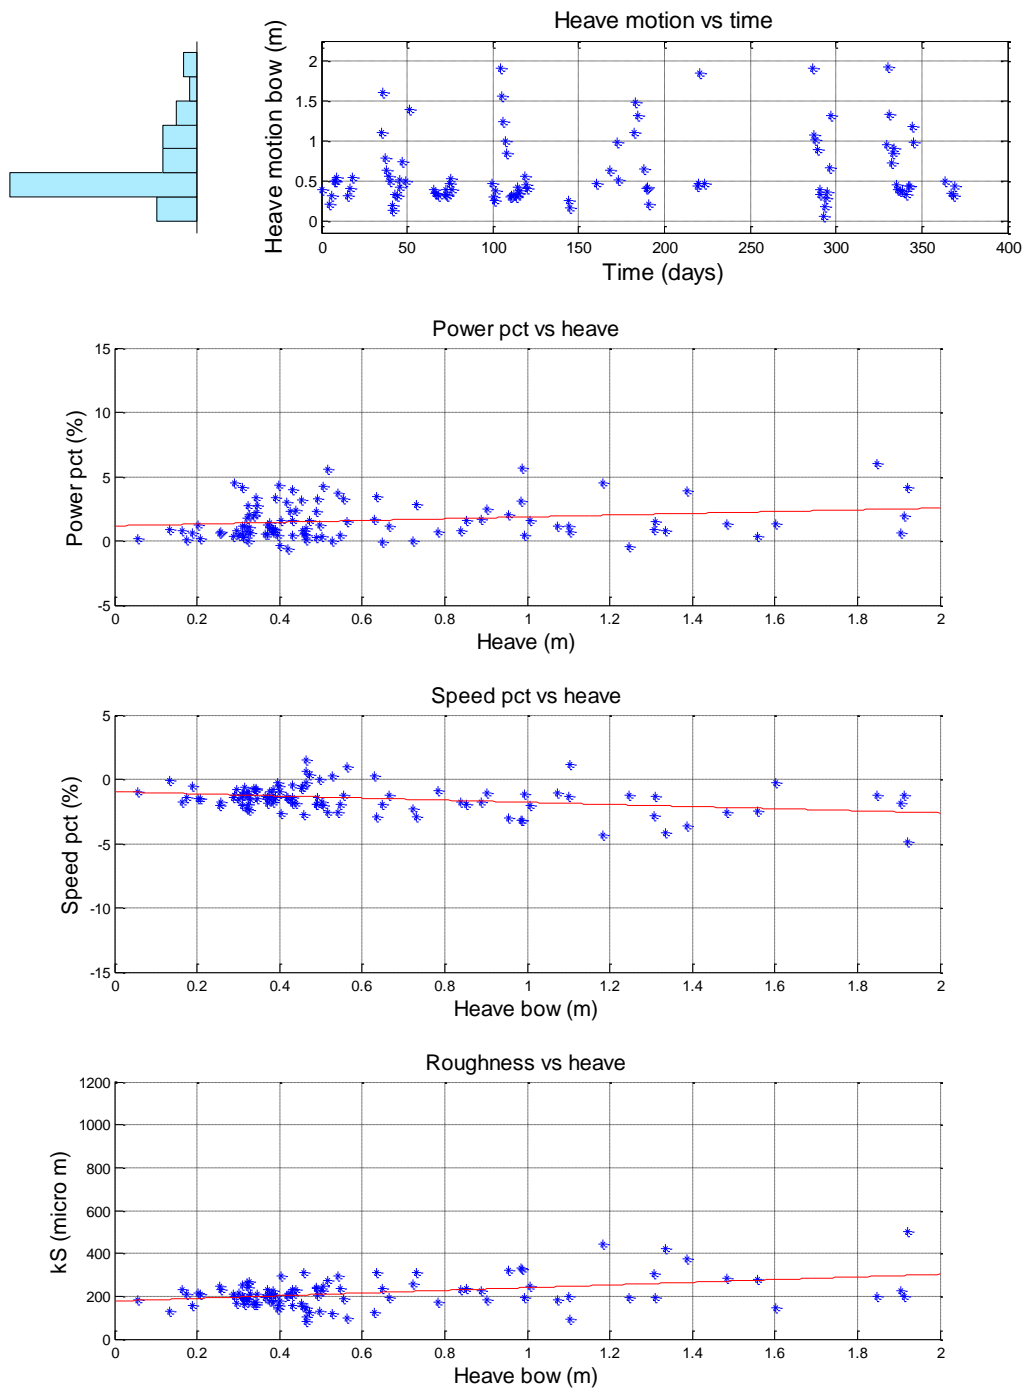 Heave motion vs time
Heave motion bow (m)
2
1.5
1
0.5
0
0 50 100 150 200 250 300 350 400
Time (days)
Power pct vs heave
Power pct (%)
15
10
5
0
-5
0 0.2 0.4 0.6 0.8 1 1.2 1.4 1.6 1.8 2
Heave (m)
Speed pct vs heave
Speed pct (%)
5
0
-5
-10
-15
0 0.2 0.4 0.6 0.8 1 1.2 1.4 1.6 1.8 2
Heave bow (m)
Roughness vs heave
kS (micro m)
1200
1000
800
600
400
200
0
0 0.2 0.4 0.6 0.8 1 1.2 1.4 1.6 1.8 2
Heave bow (m)